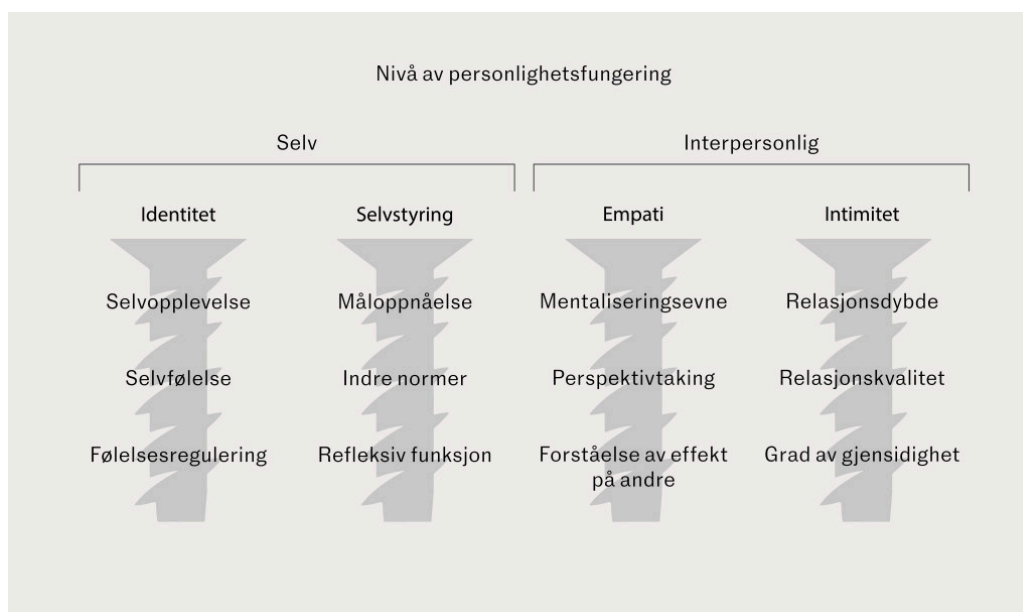 Nivå av personlighetsfungering
Selv
Interpersonlig
Identitet
Selvstyring
Empati
Intimitet
Selvopplevelse
Måloppnåelse
Mentaliseringsevne
Relasjonsdybde
Selvfølelse
Indre normer
Perspektivtaking
Relasjonskvalitet
Følelsesregulering
Refleksiv funksjon
Forståelse av effekt
på andre
Grad av gjensidighet